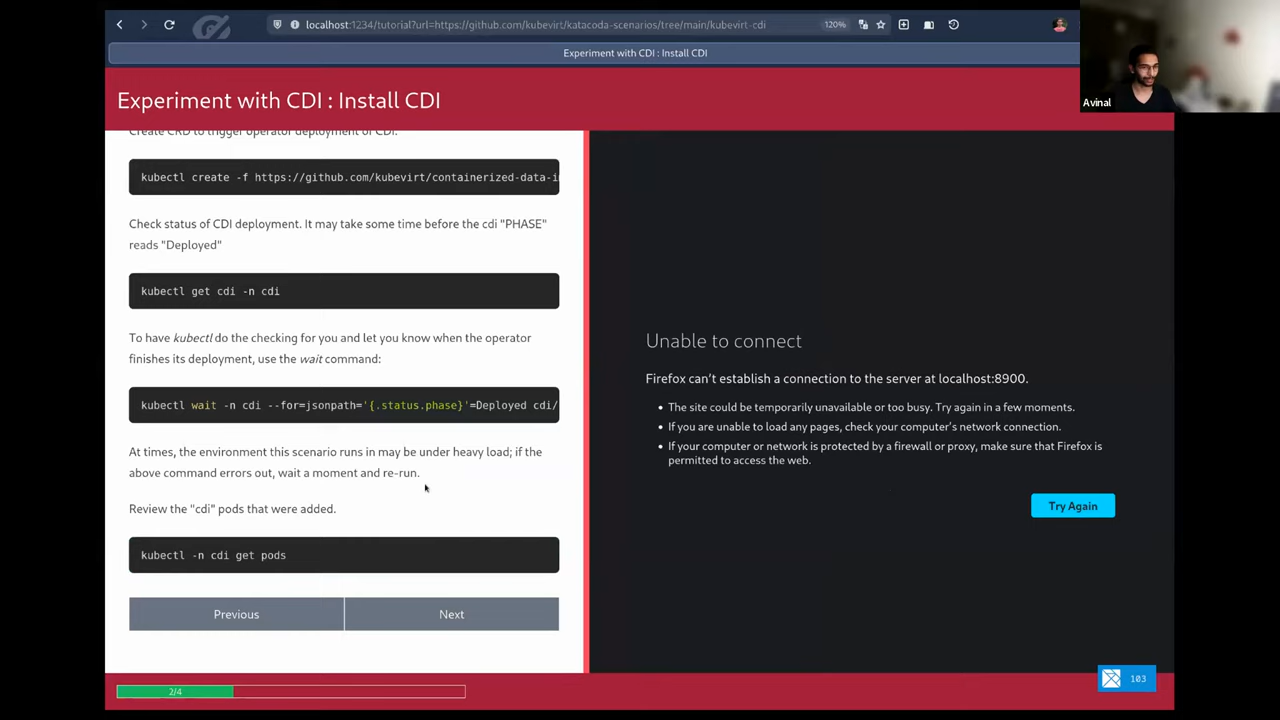 localhost:1234/tutorial?url=https://github.com/kubevirt/katacoda-scenarios/tree/main/kubevirt-cdi
120%
Experiment with CDI : Install CDI
Avinal
Experiment with CDI : Install CDI
Create CRD to trigger operator deployment of CDI:
kubectl create -f https://github.com/kubevirt/containerized-data-i
Check status of CDI deployment. It may take some time before the cdi "PHASE"
reads "Deployed"
kubectl get cdi -n cdi
To have kubectl do the checking for you and let you know when the operator
finishes its deployment, use the wait command:
kubectl wait -n cdi --for=jsonpath='{.status.phase}'=Deployed cdi/
At times, the environment this scenario runs in may be under heavy load; if the
above command errors out, wait a moment and re-run.
Review the "cdi" pods that were added.
kubectl -n cdi get pods
Previous
Next
2/4
Unable to connect
Firefox can’t establish a connection to the server at localhost:8900.
• The site could be temporarily unavailable or too busy. Try again in a few moments.
• If you are unable to load any pages, check your computer’s network connection.
• If your computer or network is protected by a firewall or proxy, make sure that Firefox is
permitted to access the web.
Try Again
103